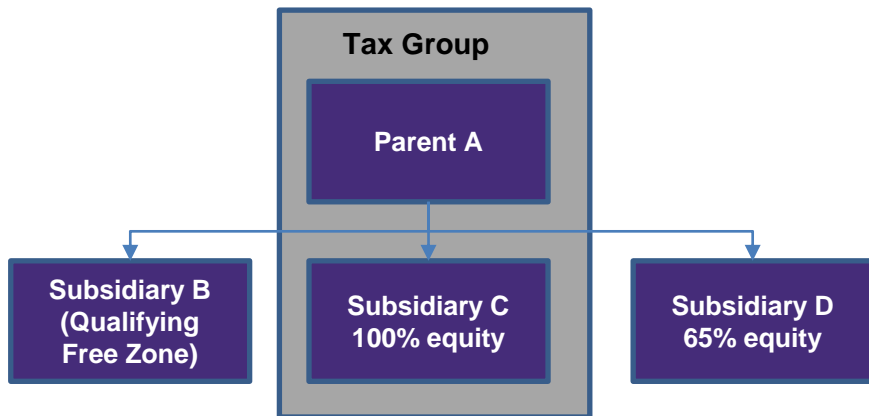 Tax Group
Parent A
Subsidiary B
(Qualifying
Free Zone)
Subsidiary C
100% equity
Subsidiary D
65% equity